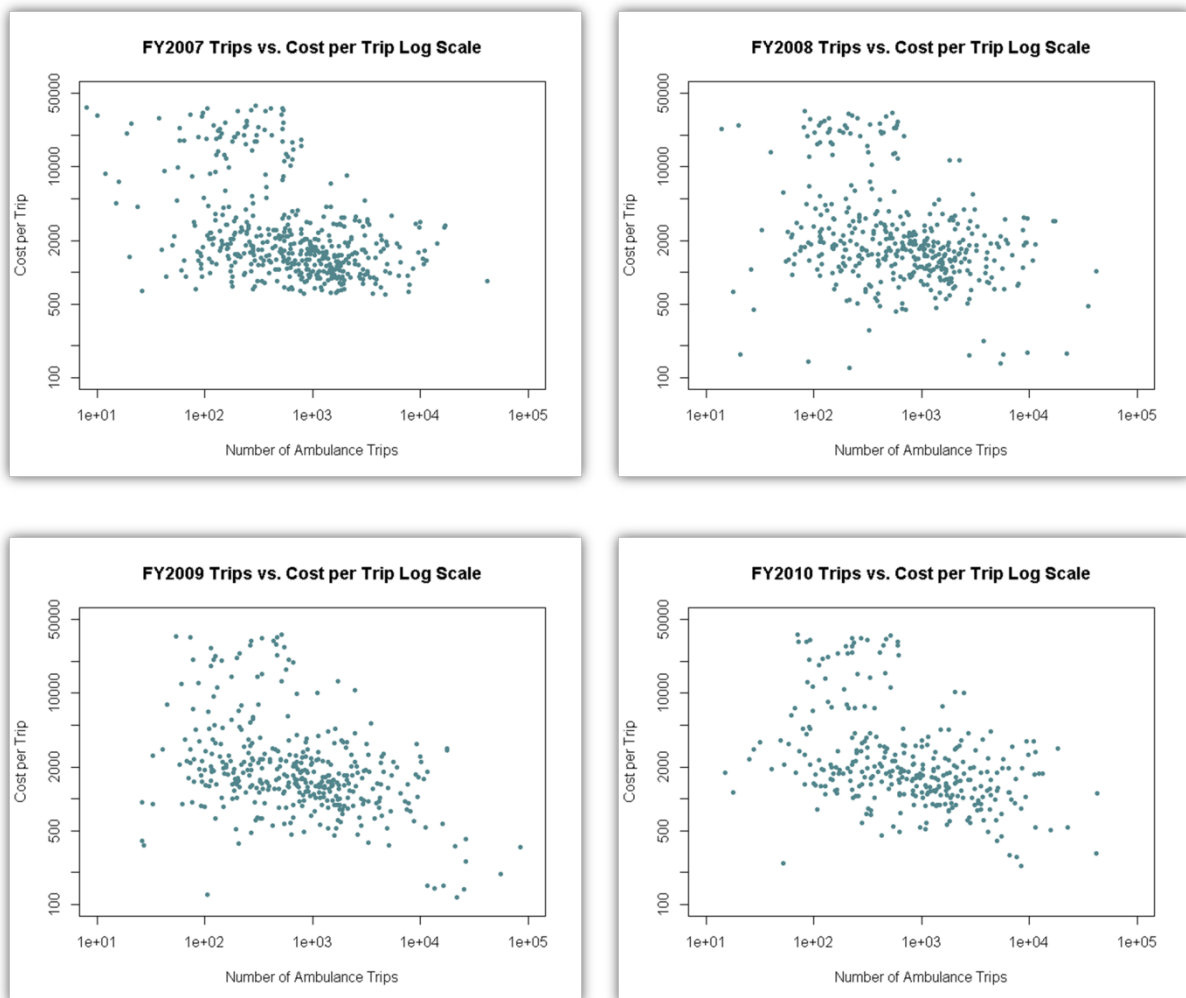 FY2007 Trips vs. Cost per Trip Log Scale
50000
10000
2000
500
100
Cost per Trip
1e+01 1e+02 1e+03 1e+04 1e+05
Number of Ambulance Trips
FY2008 Trips vs. Cost per Trip Log Scale
50000
10000
2000
500
100
Cost per Trip
1e+01 1e+02 1e+03 1e+04 1e+05
Number of Ambulance Trips
FY2009 Trips vs. Cost per Trip Log Scale
50000
10000
2000
500
100
Cost per Trip
1e+01 1e+02 1e+03 1e+04 1e+05
Number of Ambulance Trips
FY2010 Trips vs. Cost per Trip Log Scale
50000
10000
2000
500
100
Cost per Trip
1e+01 1e+02 1e+03 1e+04 1e+05
Number of Ambulance Trips